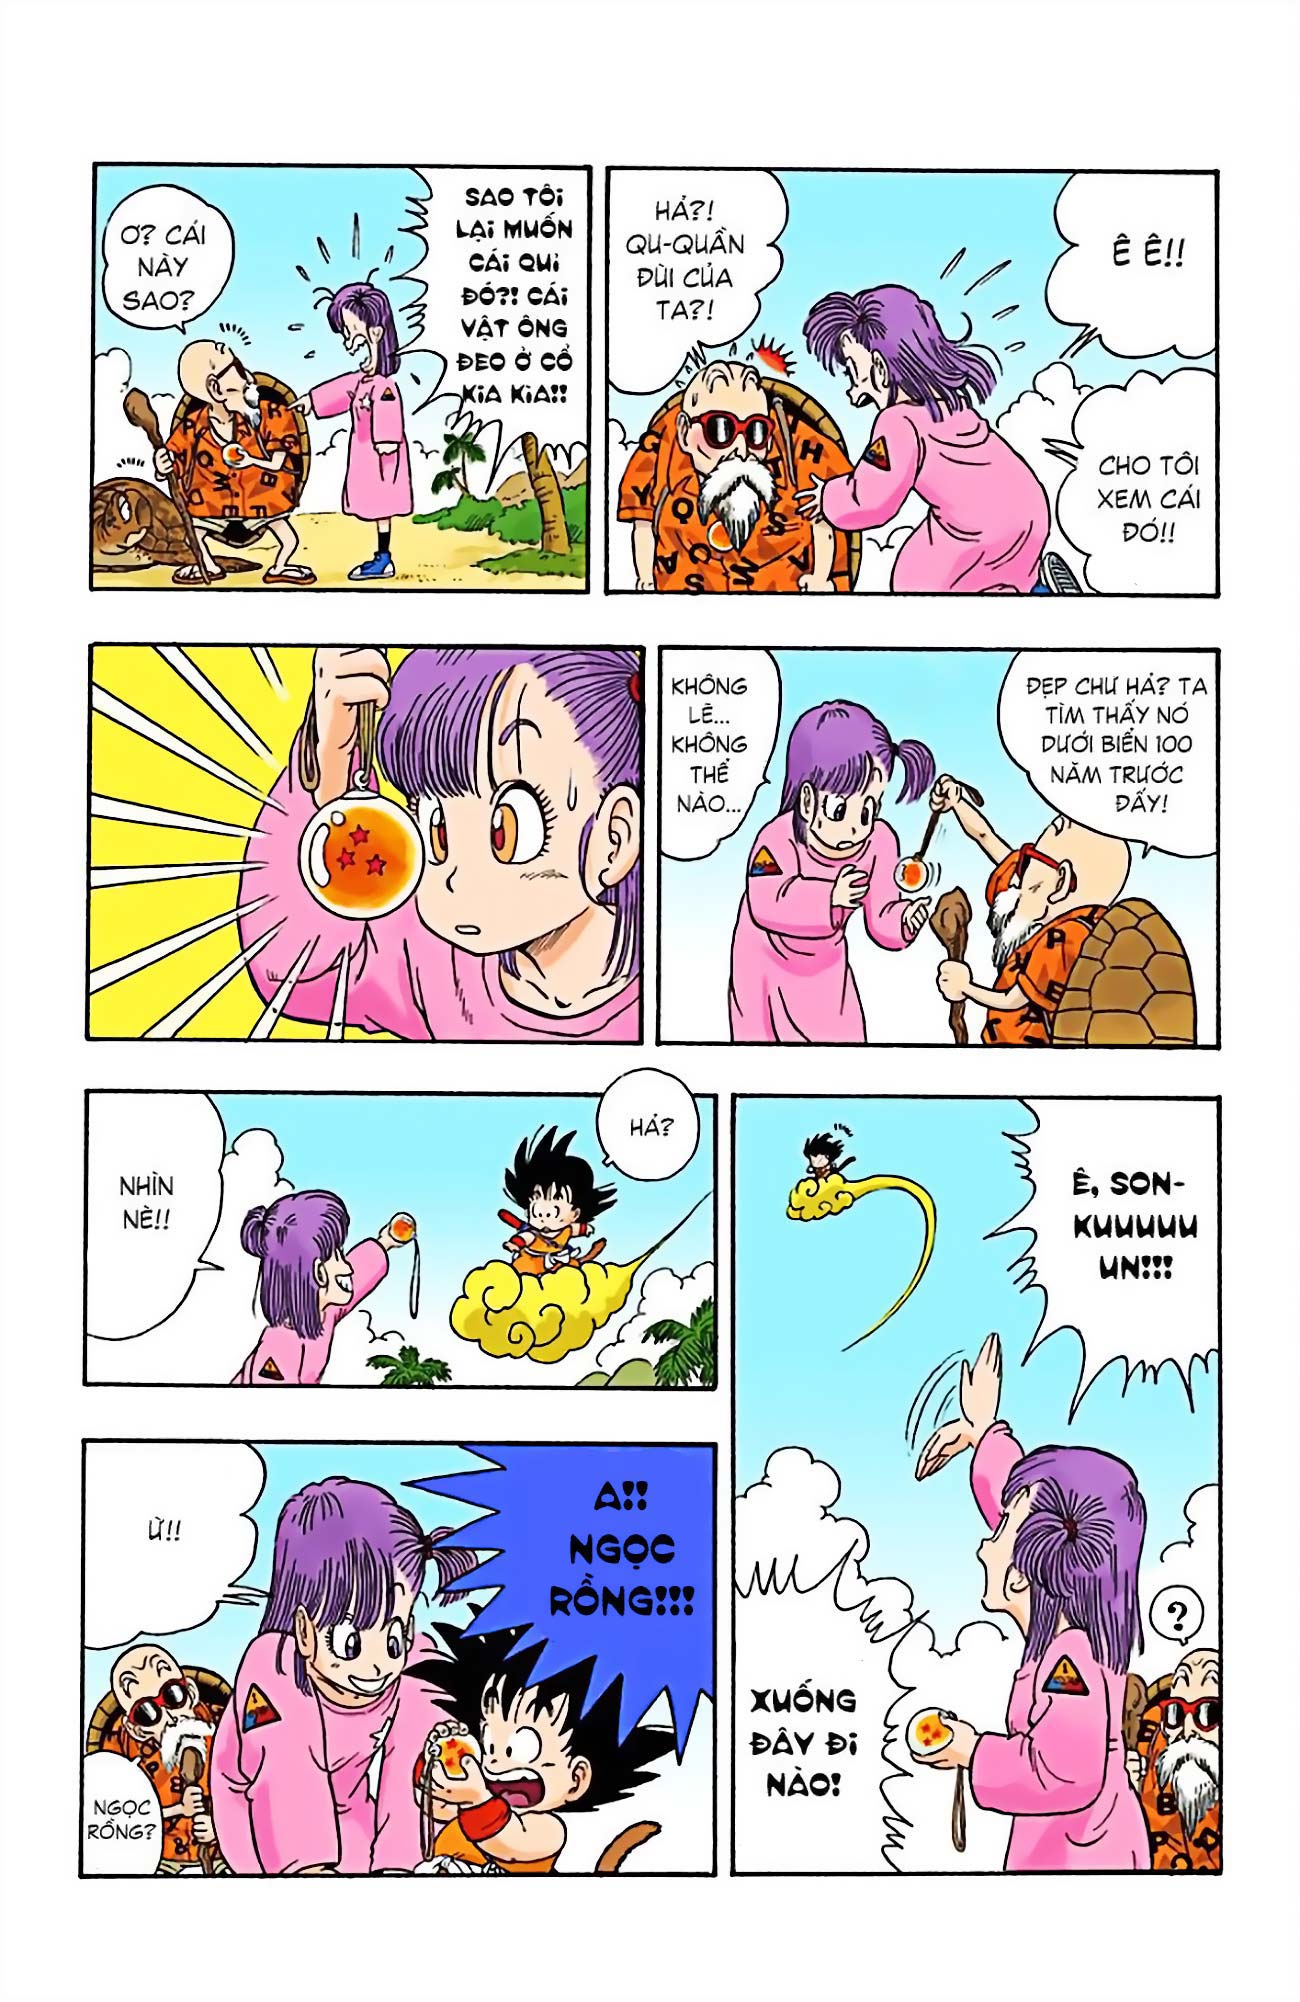 Ê Ê!!
CHO TÔI
XEM CÁI
ĐÓ!!
HẢ?!
QU-QUẦN
ĐÙI CỦA
TA?!
SAO TÔI
LẠI MUỐN
CÁI QUỈ
ĐÓ?! CÁI
VẬT ÔNG
ĐEO Ở CỔ
KIA KIA!!
Ơ? CÁI
NÀY
SAO?
ĐẸP CHƯ HẢ? TA
TÌM THẤY NÓ
DƯỚI BIỂN 100
NĂM TRƯỚC
ĐẤY!
KHÔNG
LẼ...
KHÔNG
THỂ
NÀO...
Ê, SON-
KUUUUU
UN!!!
XUỐNG
ĐÂY ĐI
NÀO!
?
HẢ?
NHÌN
NÈ!!
A!!
NGỌC
RỒNG!!!
Ừ!!
NGỌC
RỒNG?